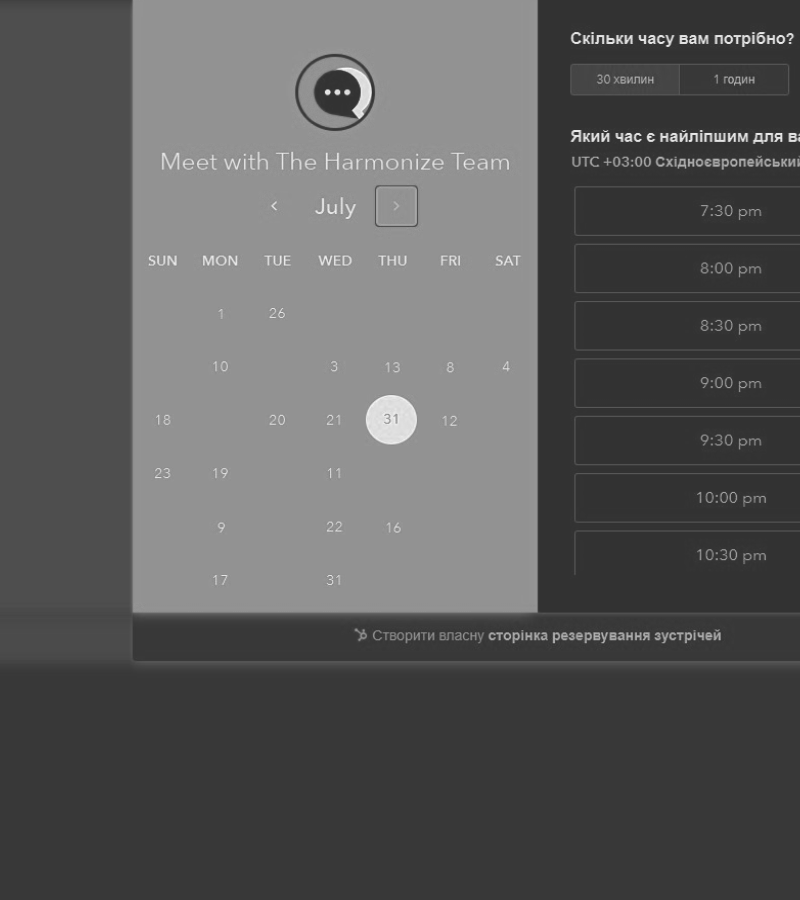 Meet with The Harmonize Team
July
SUN MON TUE WED THU FRI SAT
1 26
10 3 13 8 4
18 20 21 31 12
23 19 11
9 22 16
17 31
Скільки часу вам потрібно?
30 хвилин 1 годин
Який час є найліпшим для
UTC +03:00 Східноєвропейський
7:30 pm
8:00 pm
8:30 pm
9:00 pm
9:30 pm
10:00 pm
10:30 pm
Створити власну сторінка резервування зустрічей